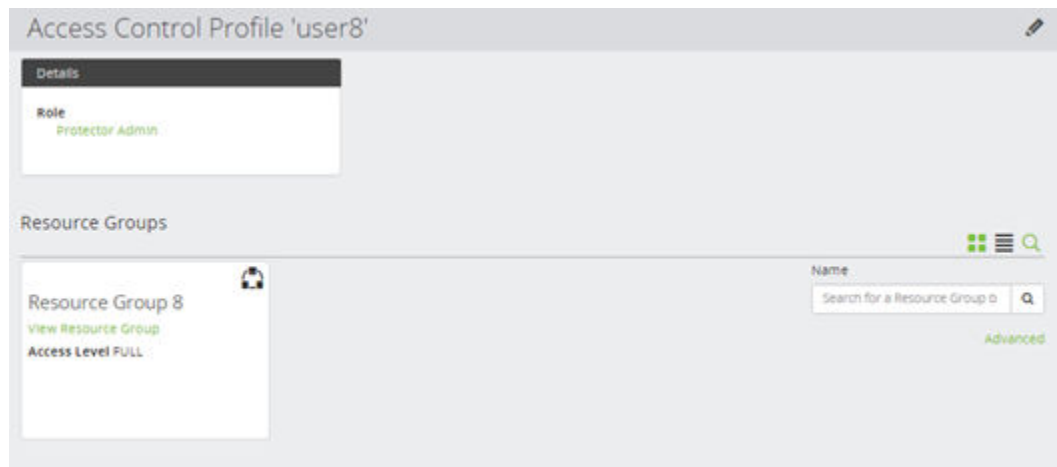 Access Control Profile 'user8'
Details
Role
Protector Admin
Resource Groups
Name
Search for a Resource Group b
Resource Group 8
View Resource Group
Access Level FULL
Advanced